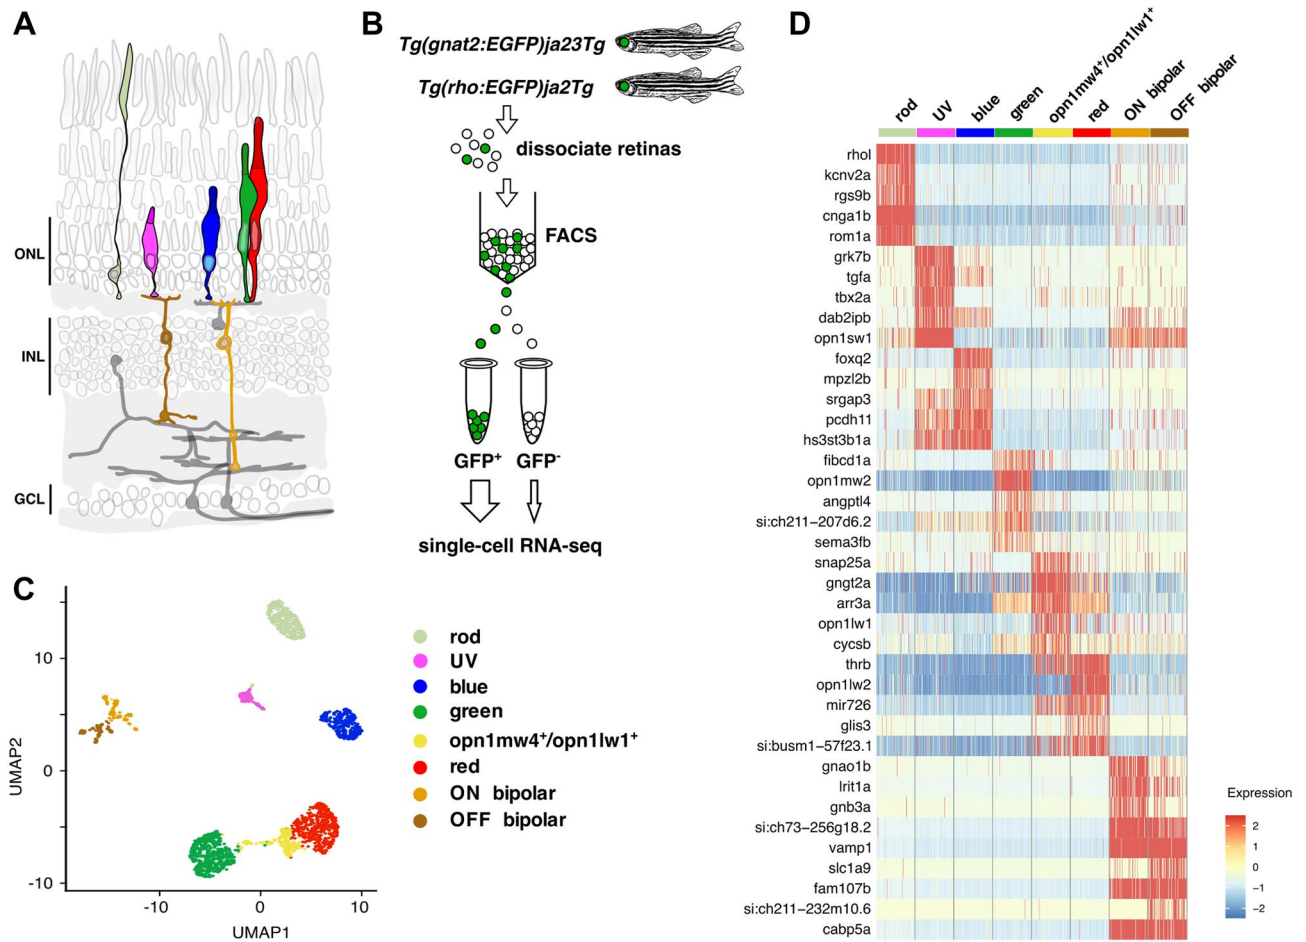 A
ONL
INL
GCL
B
Tg(gnat2:EGFP)ja23Tg
Tg(rho:EGFP)ja2Tg
dissociate retinas
FACS
GFP+ GFP-
single-cell RNA-seq
C
10
0
-10
-10 0 10
UMAP2
UMAP1
rod
UV
blue
green
opn1mw4+/opn1lw1+
red
ON bipolar
OFF bipolar
D
rod
UV
blue
green
opn1mw4+/opn1lw1+
red
ON bipolar
OFF bipolar
rhol
kcnv2a
rgs9b
cnga1b
rom1a
grk7b
tgfa
tbx2a
dab2ipb
opn1sw1
foxq2
mpzl2b
srgap3
pcdh11
hs3st3b1a
fibcd1a
opn1mw2
angptl4
si:ch211-207d6.2
sema3fb
snap25a
gngt2a
arr3a
opn1lw1
cycsb
thrb
opn1lw2
mir726
glis3
si:busm1-57f23.1
gnao1b
lrit1a
gnb3a
si:ch73-256g18.2
vamp1
slc1a9
fam107b
si:ch211-232m10.6
cabp5a
Expression
2
1
0
-1
-2